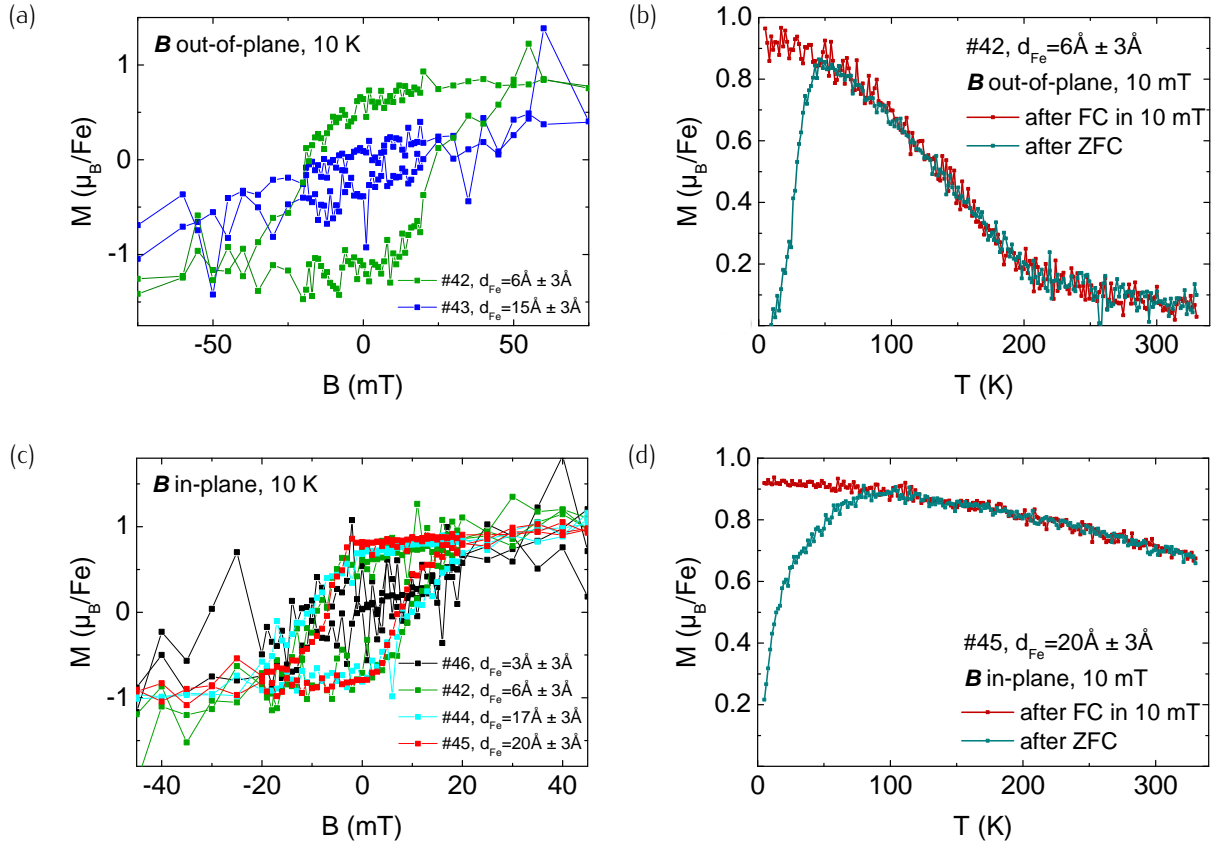 (a)
B out-of-plane, 10 K
M (μB/Fe)
1
0
-1
#42, dFe=6Å ± 3Å
#43, dFe=15Å ± 3Å
-50
0
50
B (mT)
(b)
M (μB/Fe)
1.0
0.8
0.6
0.4
0.2
0.0
#42, dFe=6Å ± 3Å
B out-of-plane, 10 mT
after FC in 10 mT
after ZFC
0
100
200
300
T (K)
(c)
B in-plane, 10 K
M (μB/Fe)
1
0
-1
#46, dFe=3Å ± 3Å
#42, dFe=6Å ± 3Å
#44, dFe=17Å ± 3Å
#45, dFe=20Å ± 3Å
-40
-20
0
20
40
B (mT)
(d)
M (μB/Fe)
1.0
0.8
0.6
0.4
0.2
#45, dFe=20Å ± 3Å
B in-plane, 10 mT
after FC in 10 mT
after ZFC
0
100
200
300
T (K)